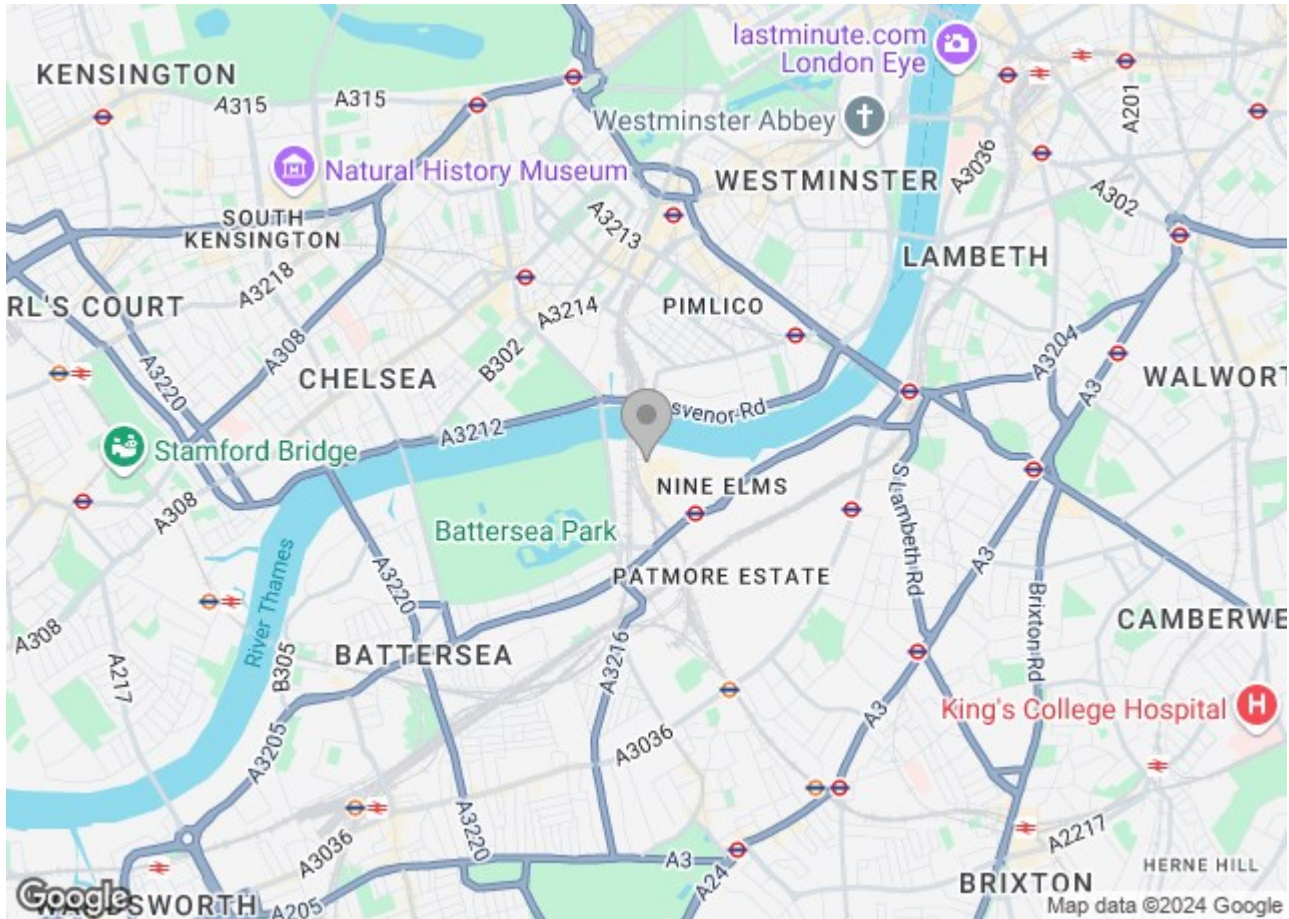 lastminute.com
London Eye
KENSINGTON
A315
A315
A201
Westminster Abbey
A3036
Natural History Museum
WESTMINSTER
A302
SOUTH
KENSINGTON
A3213
A3218
LAMBETH
RL'S COURT
A3214
PIMLICO
A308
A3220
B302
CHELSEA
A3204
A3
WALWORT
svenor Rd
A3212
Stamford Bridge
A308
NINE ELMS
S Lambeth Rd
Battersea Park
A3
A3220
PATMORE ESTATE
River Thames
Brixton Rd
CAMBERWE
A308
B305
BATTERSEA
A3216
A217
King's College Hospital
H
A3
A3036
A3205
A3220
A3036
A2217
A3
HERNE HILL
A24
BRIXTON
Google
WANDSWORTH
A205
Map data ©2024 Google